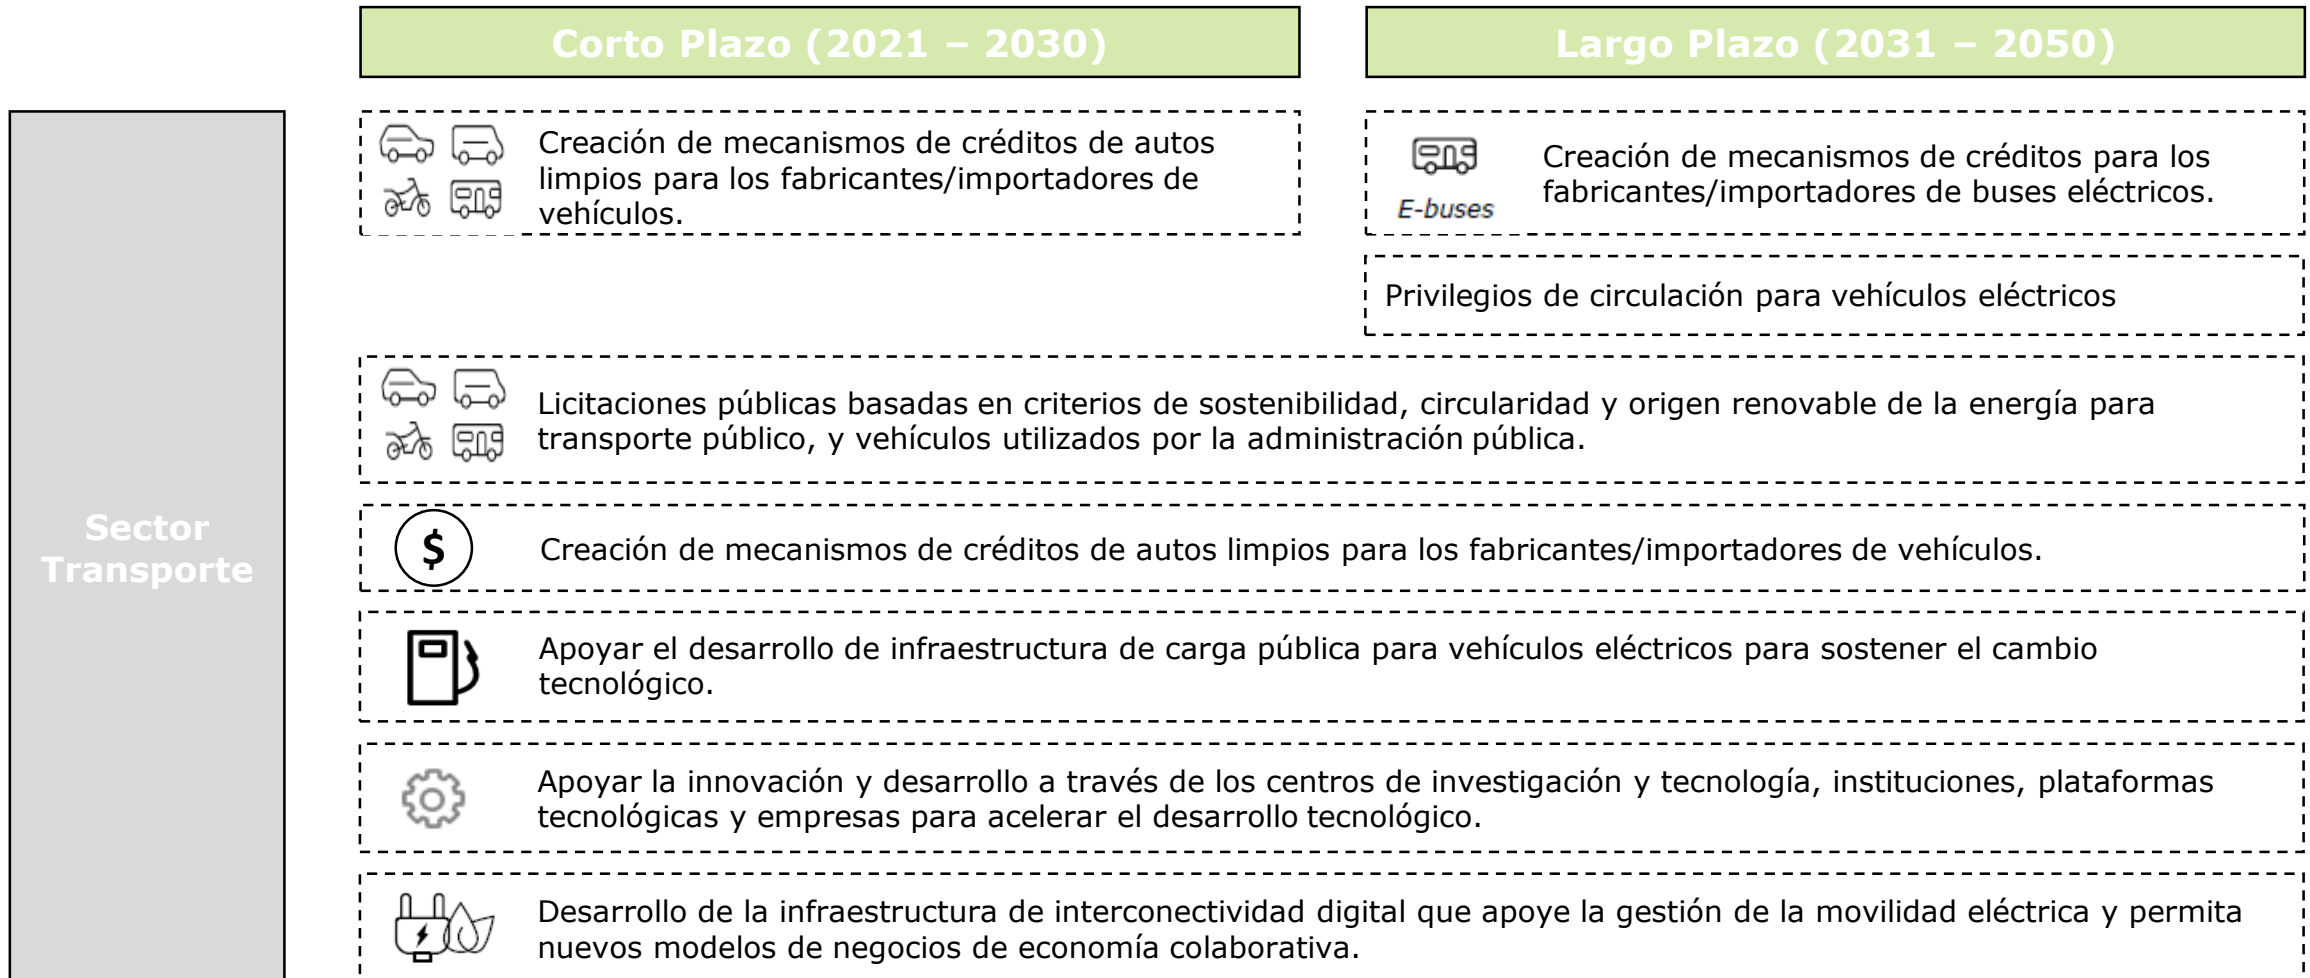 Corto Plazo (2021 – 2030)
Largo Plazo (2031 – 2050)
Sector
Transporte
Creación de mecanismos de créditos de autos
limpios para los fabricantes/importadores de
vehículos.
E-buses
Creación de mecanismos de créditos para los
fabricantes/importadores de buses eléctricos.
Privilegios de circulación para vehículos eléctricos
Licitaciones públicas basadas en criterios de sostenibilidad, circularidad y origen renovable de la energía para
transporte público, y vehículos utilizados por la administración pública.
$
Creación de mecanismos de créditos de autos limpios para los fabricantes/importadores de vehículos.
Apoyar el desarrollo de infraestructura de carga pública para vehículos eléctricos para sostener el cambio
tecnológico.
Apoyar la innovación y desarrollo a través de los centros de investigación y tecnología, instituciones, plataformas
tecnológicas y empresas para acelerar el desarrollo tecnológico.
Desarrollo de la infraestructura de interconectividad digital que apoye la gestión de la movilidad eléctrica y permita
nuevos modelos de negocios de economía colaborativa.